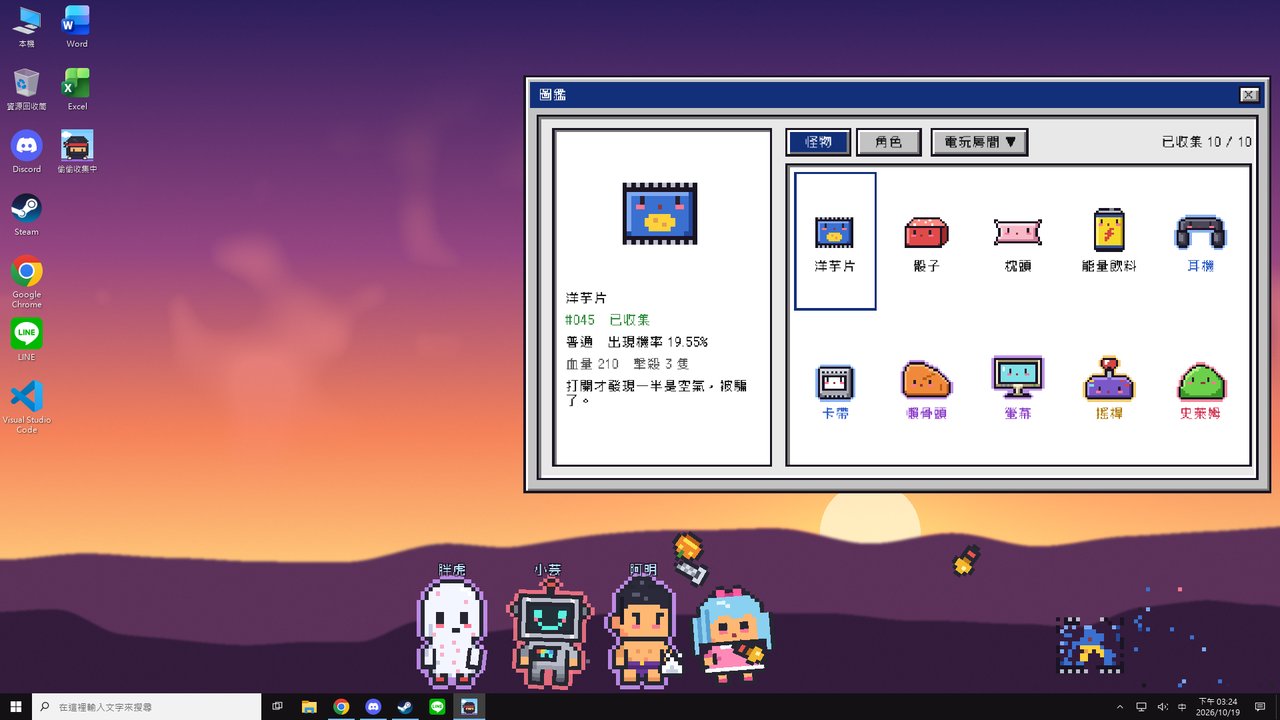 本機
Word
資源回收筒
Excel
Discord
偷偷收集中
Steam
Google
Chrome
LINE
LINE
Visual Studio
Code
圖鑑
怪物
角色
電玩房間 ▼
已收集 10 / 10
洋芋片
#045 已收集
普通 出現機率 19.55%
血量 210 擊殺 3 隻
打開才發現一半是空氣，被騙
了。
洋芋片
骰子
枕頭
能量飲料
耳機
卡帶
髒骨頭
螢幕
搖桿
史萊姆
胖虎
小芸
阿明
在這裡輸入文字來搜尋
中
下午 03:24
2026/10/19